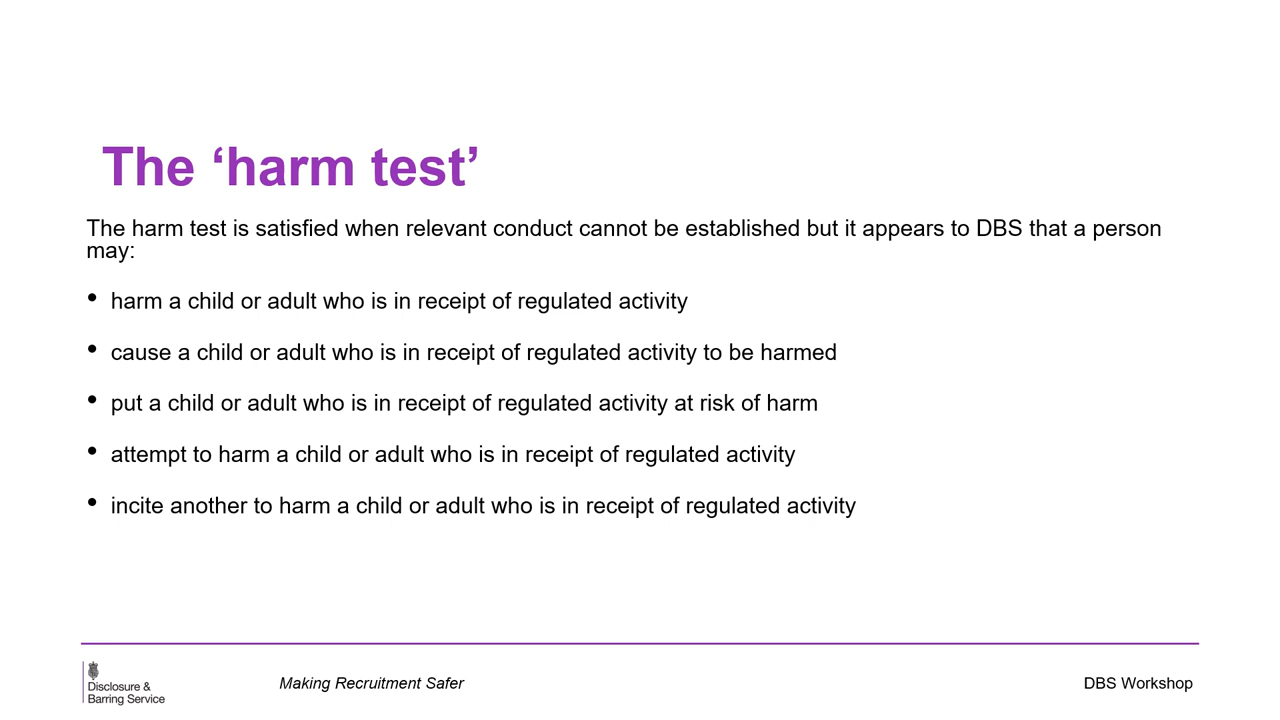 The ‘harm test’
The harm test is satisfied when relevant conduct cannot be established but it appears to DBS that a person
may:
• harm a child or adult who is in receipt of regulated activity
• cause a child or adult who is in receipt of regulated activity to be harmed
• put a child or adult who is in receipt of regulated activity at risk of harm
• attempt to harm a child or adult who is in receipt of regulated activity
• incite another to harm a child or adult who is in receipt of regulated activity
Disclosure &
Barring Service
Making Recruitment Safer
DBS Workshop